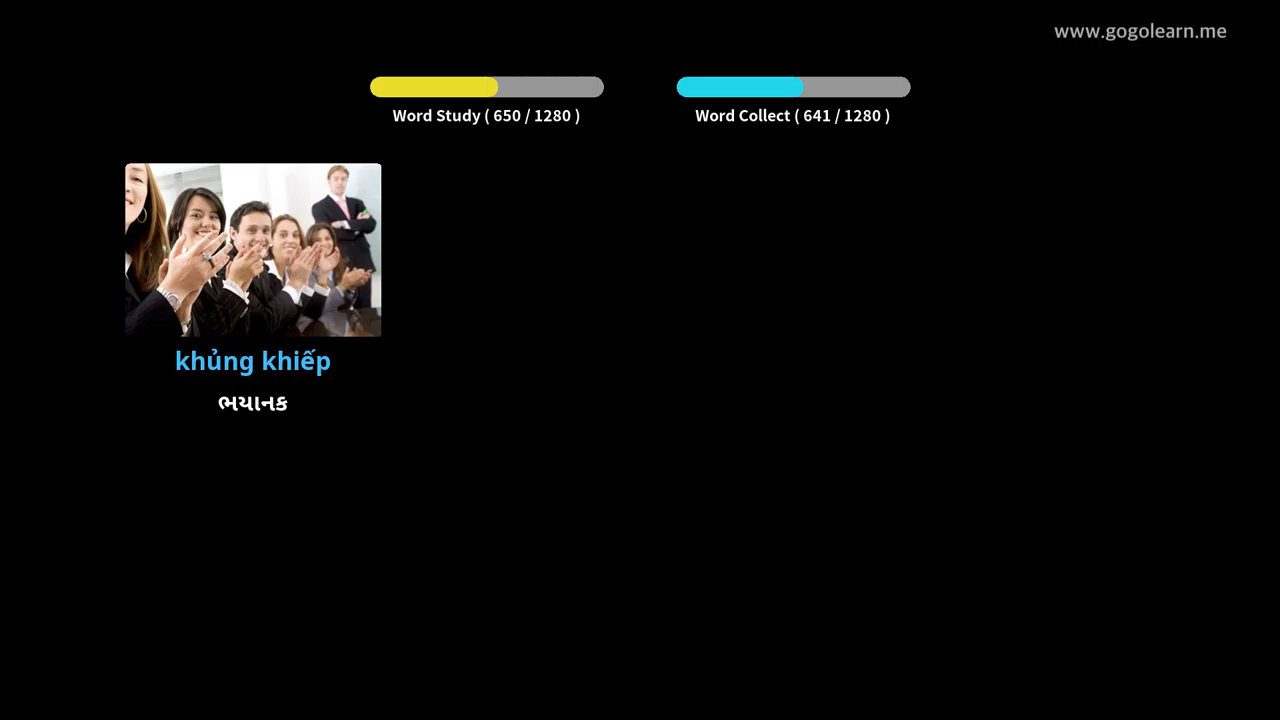 www.gogolearn.me
Word Study ( 650 / 1280 )
Word Collect ( 641 / 1280 )
khủng khiếp
ભયાનક